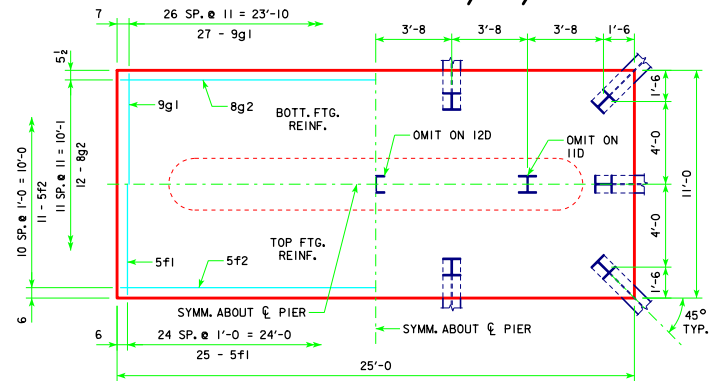 7
26 SP. @ 11 = 23'-10
27 - 9g1
3'-8
3'-8
3'-8
1'-6
5½
9g1
8g2
BOTT. FTG.
REINF.
OMIT ON 12D
OMIT ON
11D
1'-6
4'-0
11'-0
4'-0
1'-6
10 SP. @ 1'-0 = 10'-0
11 - 5f2
11 SP. @ 11 = 10'-1
12 - 8g2
5f1
5f2
TOP FTG.
REINF.
6
SYMM. ABOUT ℄ PIER
SYMM. ABOUT ℄ PIER
45°
TYP.
6
24 SP. @ 1'-0 = 24'-0
25 - 5f1
25'-0